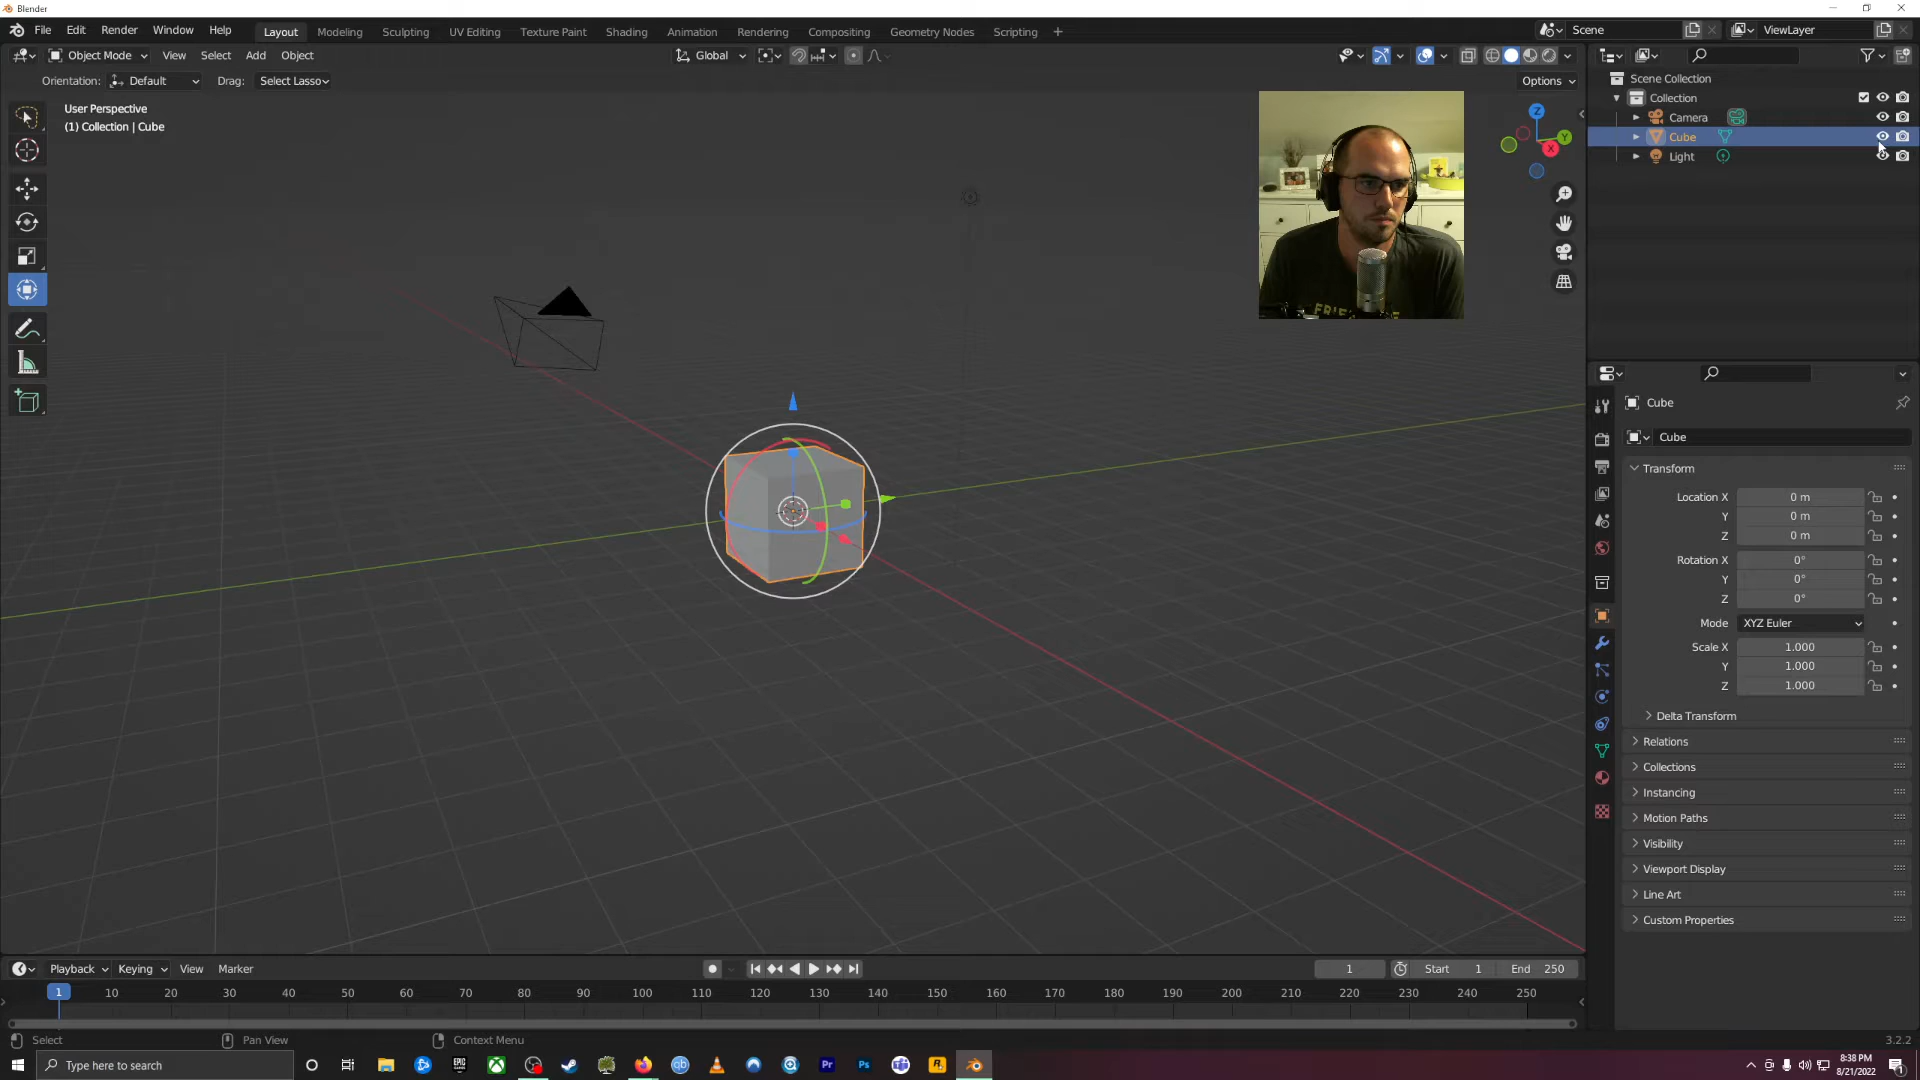 Blender
File Edit Render Window Help Layout Modeling Sculpting UV Editing Texture Paint Shading Animation Rendering Compositing Geometry Nodes Scripting + Scene ViewLayer
Object Mode View Select Add Object Global
Orientation: Default Drag: Select Lasso Options
User Perspective
(1) Collection | Cube
Z
Y
X
Scene Collection
Collection
Camera
Cube
Light
Cube
Cube
Transform
Location X 0 m
Y 0 m
Z 0 m
Rotation X 0°
Y 0°
Z 0°
Mode XYZ Euler
Scale X 1.000
Y 1.000
Z 1.000
Delta Transform
Relations
Collections
Instancing
Motion Paths
Visibility
Viewport Display
Line Art
Custom Properties
Playback Keying View Marker 1 Start 1 End 250
1 10 20 30 40 50 60 70 80 90 100 110 120 130 140 150 160 170 180 190 200 210 220 230 240 250
Select Pan View Context Menu 3.2.2
Type here to search
qb Pr Ps
8:38 PM
8/21/2022